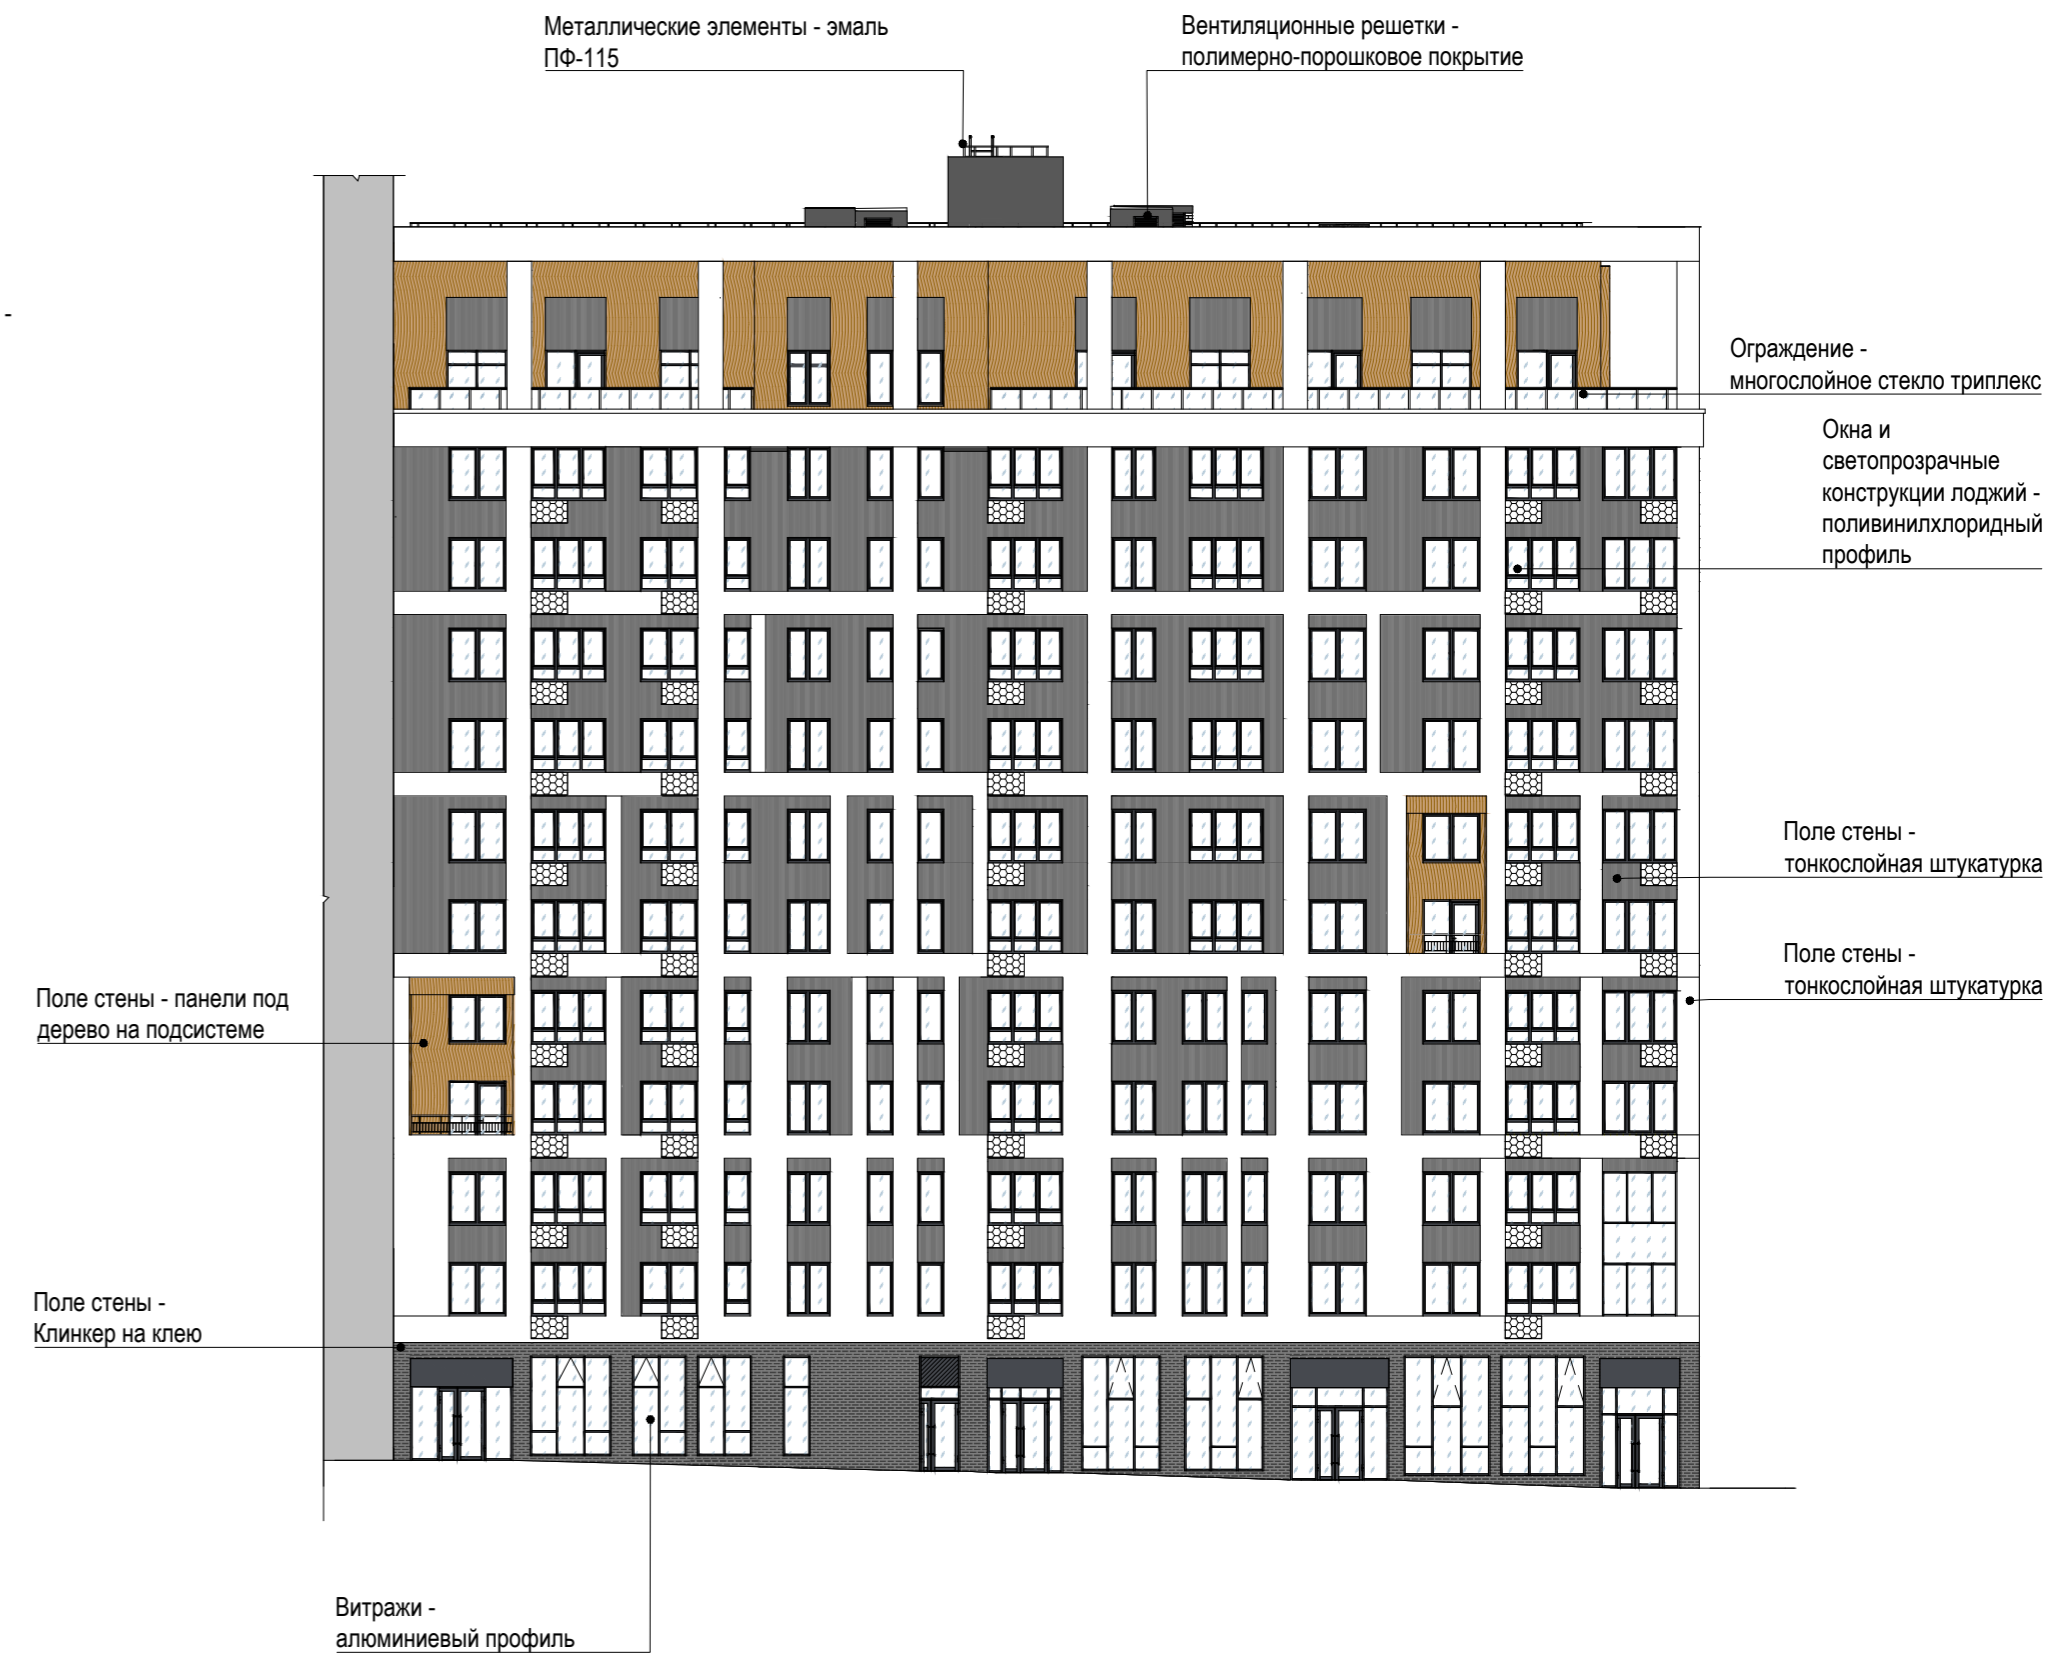 Металлические элементы - эмаль
ПФ-115
Вентиляционные решетки -
полимерно-порошковое покрытие
-
Ограждение -
многослойное стекло триплекс
Окна и
светопрозрачные
конструкции лоджий -
поливинилхлоридный
профиль
Поле стены -
тонкослойная штукатурка
Поле стены -
тонкослойная штукатурка
Поле стены - панели под
дерево на подсистеме
Поле стены -
Клинкер на клею
Витражи -
алюминиевый профиль